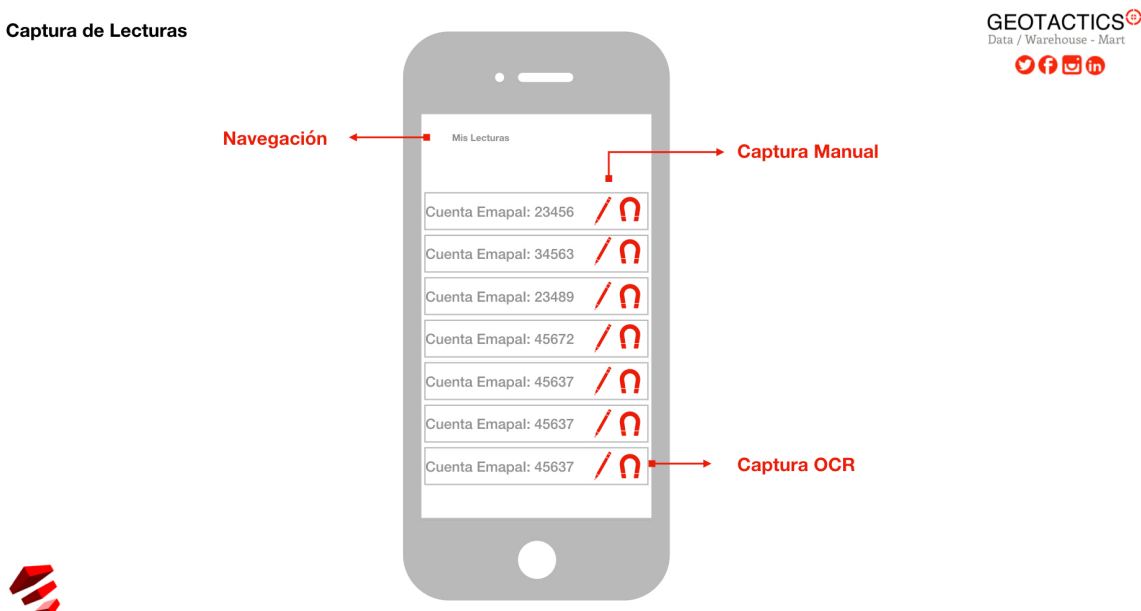 Captura de Lecturas
GEOTACTICS
Data / Warehouse - Mart
Navegación
Mis Lecturas
Captura Manual
Cuenta Emapal: 23456
Cuenta Emapal: 34563
Cuenta Emapal: 23489
Cuenta Emapal: 45672
Cuenta Emapal: 45637
Cuenta Emapal: 45637
Cuenta Emapal: 45637
Captura OCR